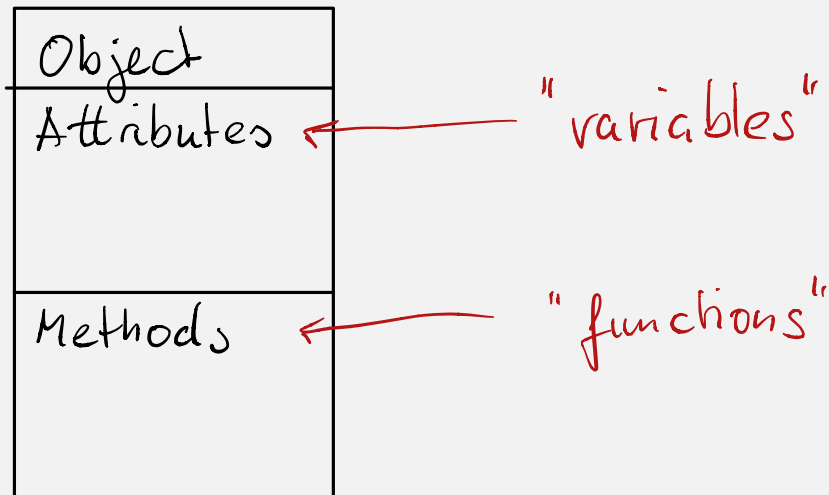 Object
Attributes
"variables"
Methods
"functions"